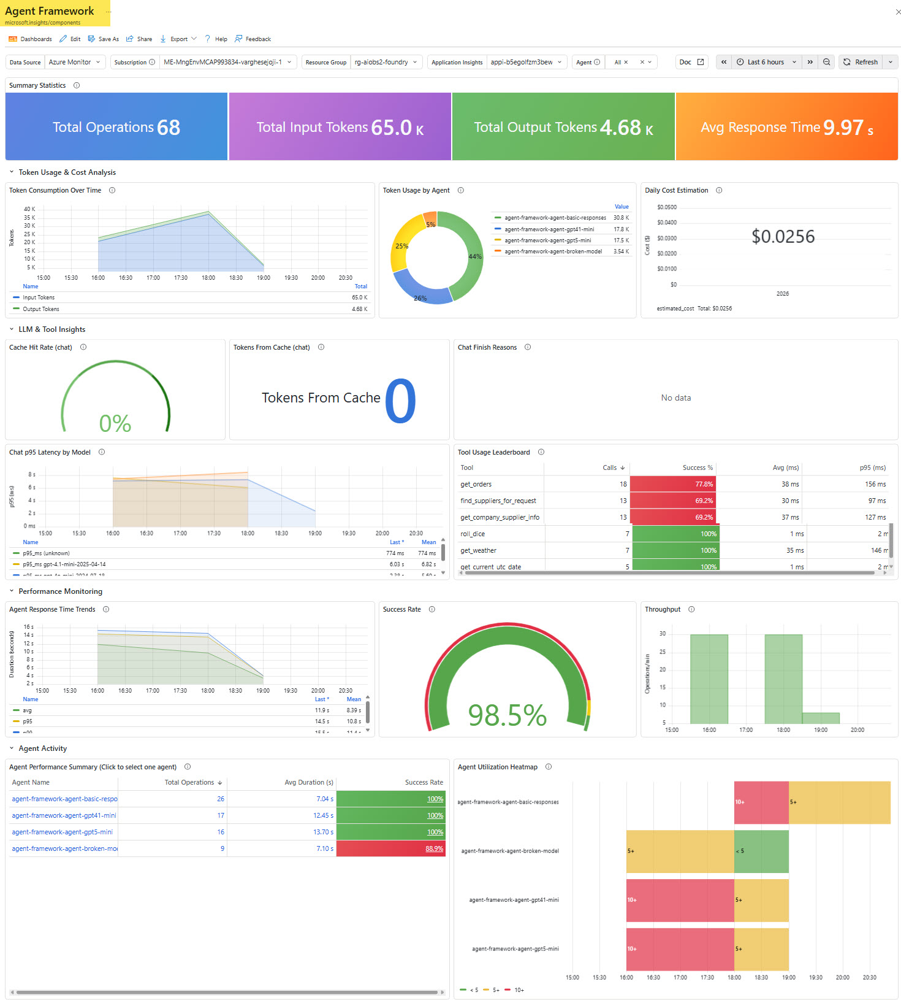 Agent Framework ...
microsoft.insights/components
Dashboards Edit Save As Share Export Help Feedback
Data Source Azure Monitor Subscription ME-MngEnvMCAP993834-varghesejoji-1 Resource Group rg-aiobs2-foundry Application Insights appi-b5egolfzm3bew Agent All × × Doc Last 6 hours Refresh
Summary Statistics
Total Operations 68
Total Input Tokens 65.0 K
Total Output Tokens 4.68 K
Avg Response Time 9.97 s
Token Usage & Cost Analysis
Token Consumption Over Time
Tokens
40 K
35 K
30 K
25 K
20 K
15 K
10 K
5 K
15:00 15:30 16:00 16:30 17:00 17:30 18:00 18:30 19:00 19:30 20:00 20:30
Name Total
Input Tokens 65.0 K
Output Tokens 4.68 K
Token Usage by Agent
5%
25%
44%
26%
Value
agent-framework-agent-basic-responses 30.8 K
agent-framework-agent-gpt41-mini 17.8 K
agent-framework-agent-gpt5-mini 17.5 K
agent-framework-agent-broken-model 3.54 K
Daily Cost Estimation
Cost ($)
$0.0500
$0.0400
$0.0300
$0.0200
$0.0100
$0
$0.0256
2026
estimated_cost Total: $0.0256
LLM & Tool Insights
Cache Hit Rate (chat)
0%
Tokens From Cache (chat)
Tokens From Cache 0
Chat Finish Reasons
No data
Chat p95 Latency by Model
p95 (ms)
8 s
6 s
4 s
2 s
0 ms
15:00 15:30 16:00 16:30 17:00 17:30 18:00 18:30 19:00 19:30 20:00 20:30
Name Last * Mean
p95_ms (unknown) 774 ms 774 ms
p95_ms gpt-4.1-mini-2025-04-14 6.03 s 6.82 s
p95_ms gpt-4o-mini-2024-07-18 2.38 s 5.60 s
Tool Usage Leaderboard
Tool Calls ↓ Success % Avg (ms) p95 (ms)
get_orders 18 77.8% 38 ms 156 ms
find_suppliers_for_request 13 69.2% 30 ms 97 ms
get_company_supplier_info 13 69.2% 37 ms 127 ms
roll_dice 7 100% 1 ms 2 m
get_weather 7 100% 35 ms 146 m
get_current_utc_date 5 100% 1 ms 2 m
Performance Monitoring
Agent Response Time Trends
Duration (seconds)
16 s
14 s
12 s
10 s
8 s
6 s
4 s
2 s
15:00 15:30 16:00 16:30 17:00 17:30 18:00 18:30 19:00 19:30 20:00 20:30
Name Last * Mean
avg 11.9 s 8.39 s
p95 14.5 s 10.8 s
p99 15.5 s 11.4 s
Success Rate
98.5%
Throughput
Operations/min
30
25
20
15
10
5
15:00 16:00 17:00 18:00 19:00 20:00
Agent Activity
Agent Performance Summary (Click to select one agent)
Agent Name Total Operations ↓ Avg Duration (s) Success Rate
agent-framework-agent-basic-respo 26 7.04 s 100%
agent-framework-agent-gpt41-mini 17 12.45 s 100%
agent-framework-agent-gpt5-mini 16 13.70 s 100%
agent-framework-agent-broken-mo 9 7.10 s 88.9%
Agent Utilization Heatmap
agent-framework-agent-basic-responses 10+ 5+
agent-framework-agent-broken-model 5+ < 5
agent-framework-agent-gpt41-mini 10+ 5+
agent-framework-agent-gpt5-mini 10+ 5+
15:00 15:30 16:00 16:30 17:00 17:30 18:00 18:30 19:00 19:30 20:00 20:30
< 5 5+ 10+